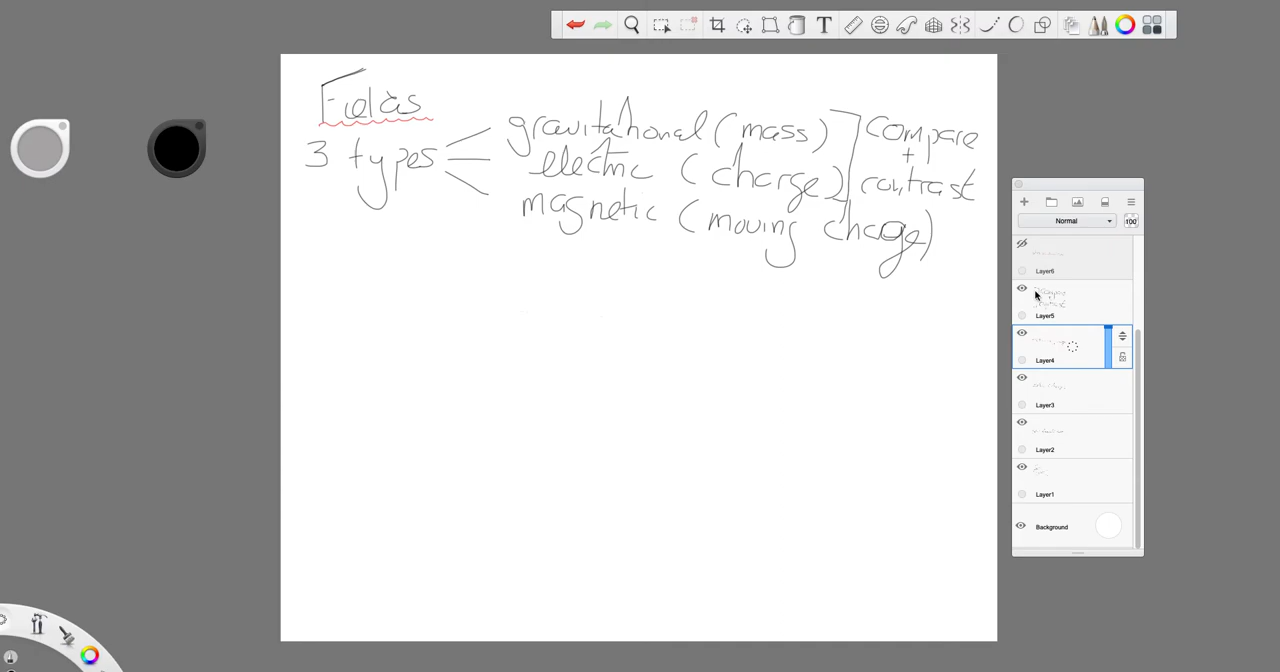 Fields
3 types
gravitational (mass)
electric (charge)
magnetic (moving charge)
compare
+
contrast
T
Normal
100
Layer6
Layer5
Layer4
Layer3
Layer2
Layer1
Background